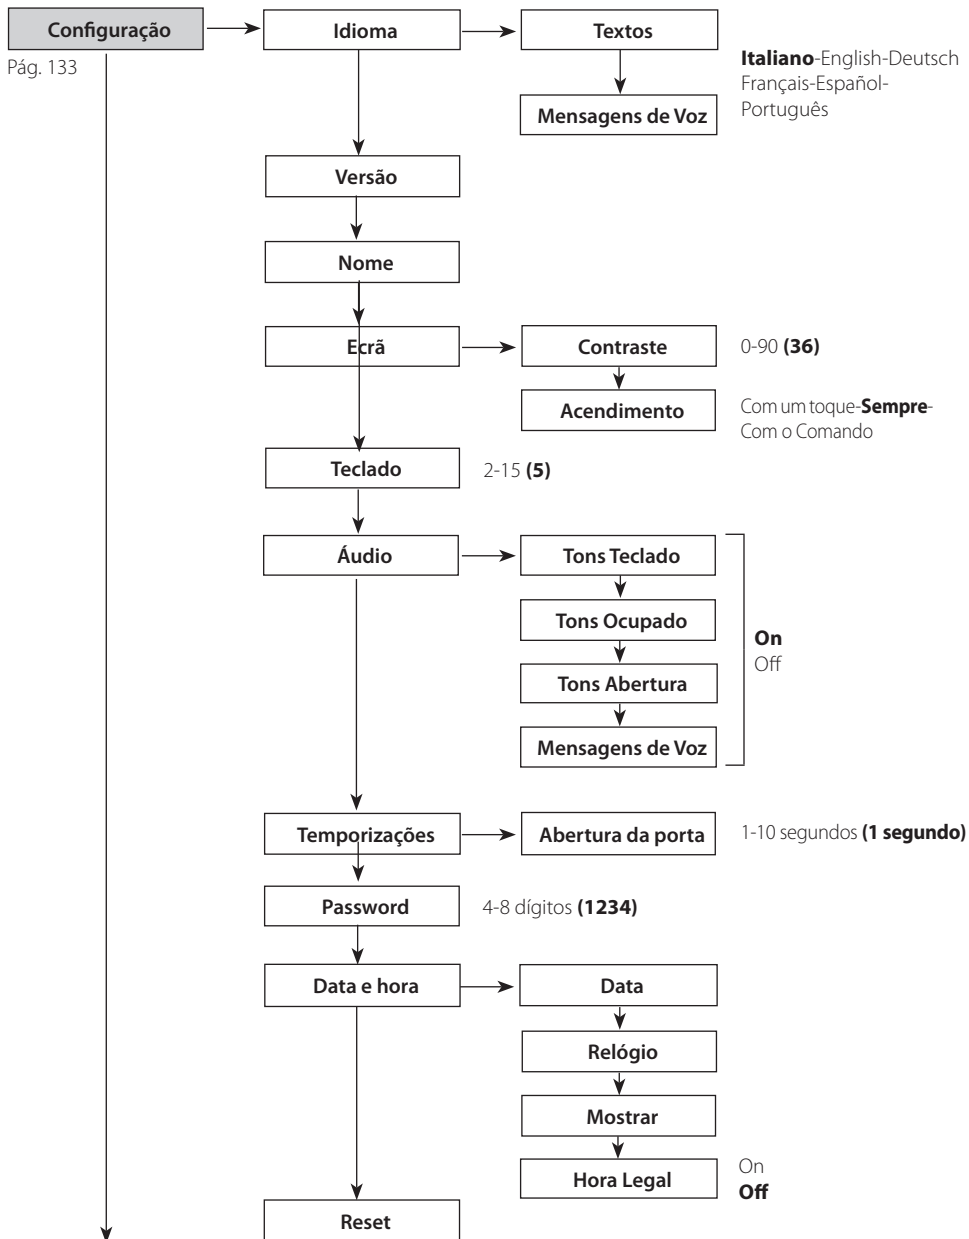 Configuração
Idioma
Textos
Pág. 133
Italiano-English-Deutsch
Français-Español-
Português
Mensagens de Voz
Versão
Nome
Ecrã
Contraste
0-90 (36)
Acendimento
Com um toque-Sempre-
Com o Comando
Teclado
2-15 (5)
Áudio
Tons Teclado
Tons Ocupado
Tons Abertura
Mensagens de Voz
On
Off
Temporizações
Abertura da porta
1-10 segundos (1 segundo)
Password
4-8 dígitos (1234)
Data e hora
Data
Relógio
Mostrar
Hora Legal
On
Off
Reset